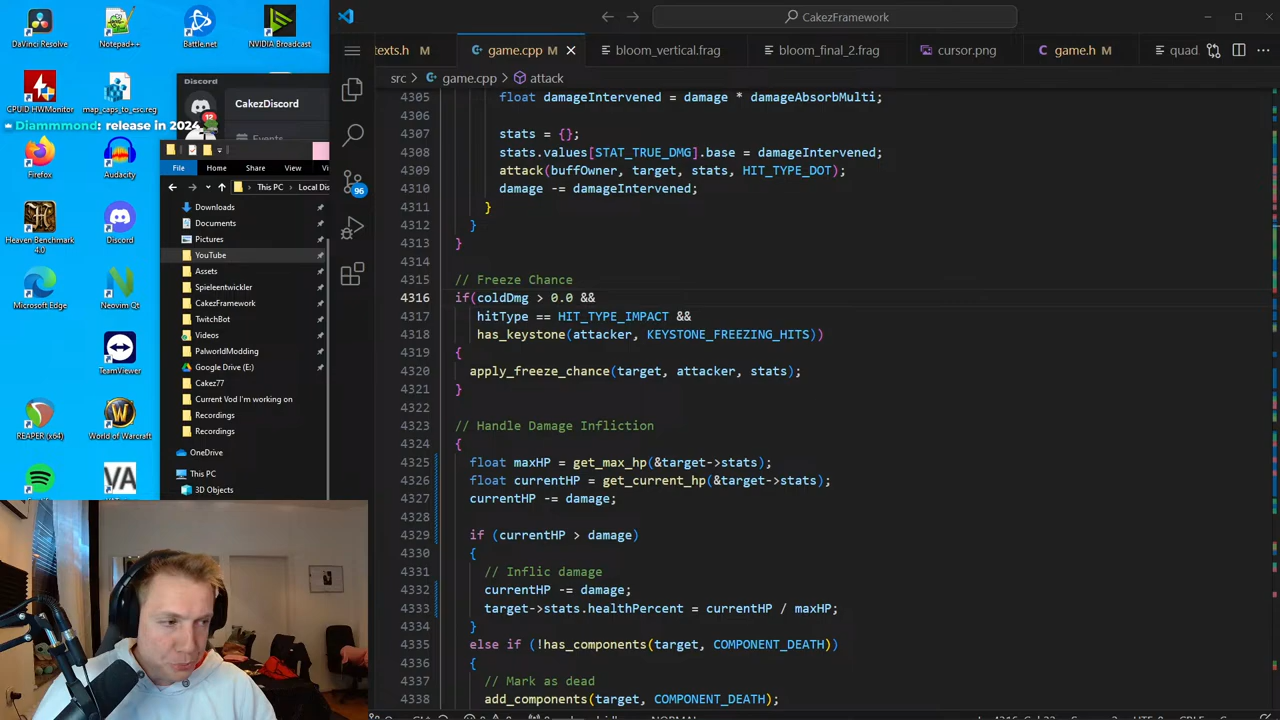 DaVinci Resolve
Notepad++
Battle.net
NVIDIA Broadcast
CPUID HWMonitor
map_caps_to_esc.reg
Diammmond: release in 2024
Firefox
Audacity
Heaven Benchmark 4.0
Discord
Microsoft Edge
Neovim Qt
TeamViewer
REAPER (x64)
World of Warcraft
Discord
CakezDiscord
12
Events
File
Home
Share
View
This PC
Local Dis
Downloads
Documents
Pictures
YouTube
Assets
Spieleentwickler
CakezFramework
TwitchBot
Videos
PalworldModding
Google Drive (E:)
Cakez77
Current Vod I'm working on
Recordings
Recordings
OneDrive
This PC
3D Objects
CakezFramework
texts.h M
game.cpp M
bloom_vertical.frag
bloom_final_2.frag
cursor.png
game.h M
quad
src > game.cpp > attack
96
4305 float damageIntervened = damage * damageAbsorbMulti;
4306
4307 stats = {};
4308 stats.values[STAT_TRUE_DMG].base = damageIntervened;
4309 attack(buffOwner, target, stats, HIT_TYPE_DOT);
4310 damage -= damageIntervened;
4311 }
4312 }
4313 }
4314
4315 // Freeze Chance
4316 if(coldDmg > 0.0 &&
4317 hitType == HIT_TYPE_IMPACT &&
4318 has_keystone(attacker, KEYSTONE_FREEZING_HITS))
4319 {
4320 apply_freeze_chance(target, attacker, stats);
4321 }
4322
4323 // Handle Damage Infliction
4324 {
4325 float maxHP = get_max_hp(&target->stats);
4326 float currentHP = get_current_hp(&target->stats);
4327 currentHP -= damage;
4328
4329 if (currentHP > damage)
4330 {
4331 // Inflic damage
4332 currentHP -= damage;
4333 target->stats.healthPercent = currentHP / maxHP;
4334 }
4335 else if (!has_components(target, COMPONENT_DEATH))
4336 {
4337 // Mark as dead
4338 add_components(target, COMPONENT_DEATH);